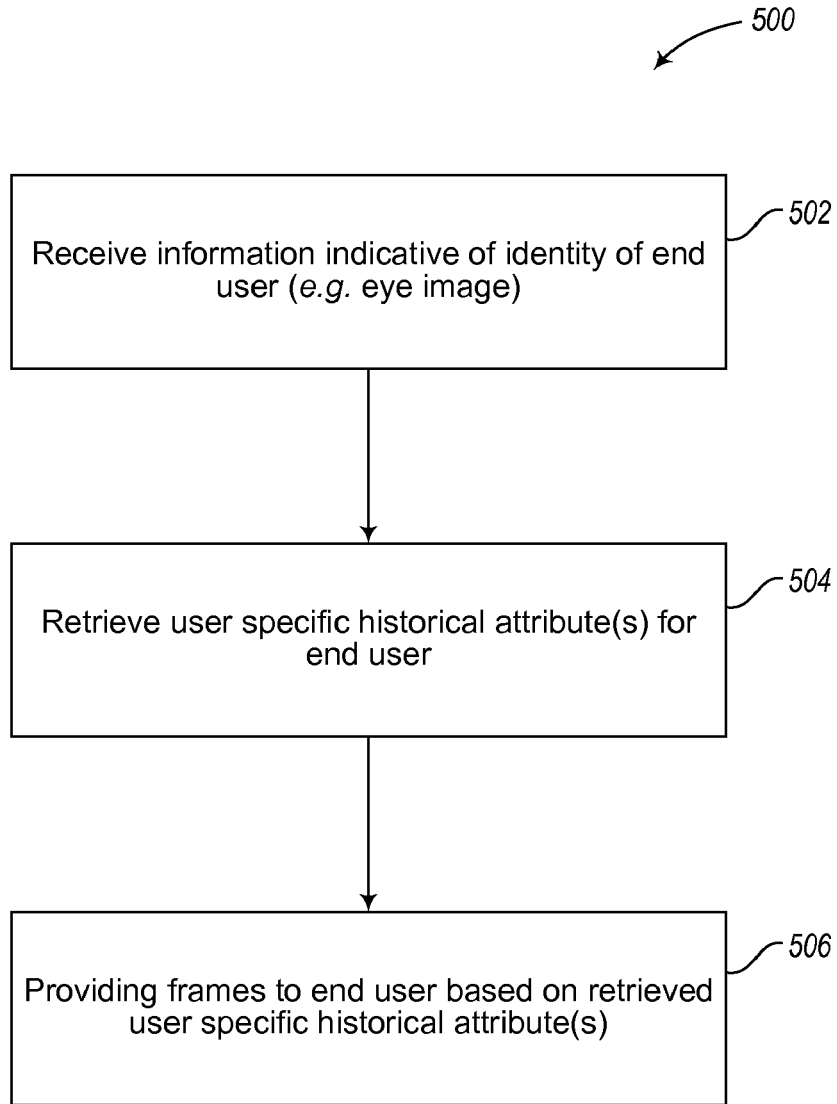 500
502
Receive information indicative of identity of end
user (e.g. eye image)
504
Retrieve user specific historical attribute(s) for
end user
506
Providing frames to end user based on retrieved
user specific historical attribute(s)